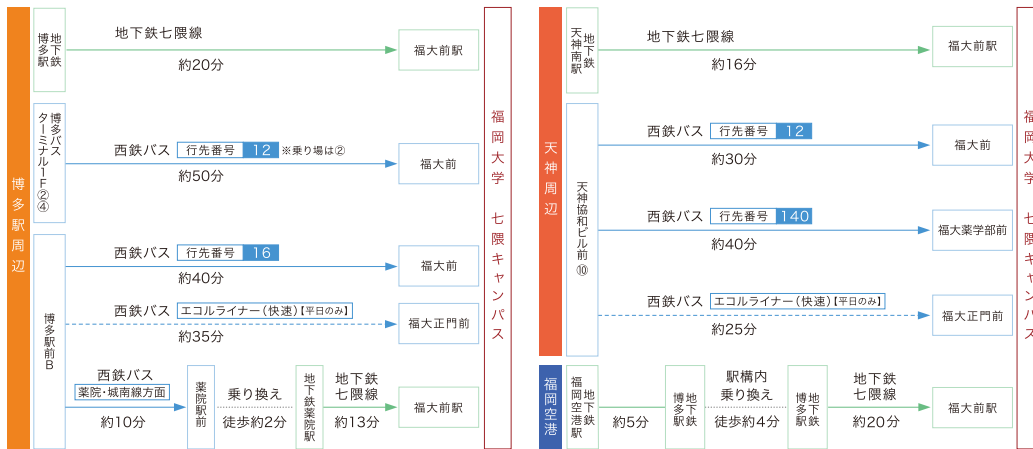 博多駅周辺
地下鉄
博多駅
地下鉄七隈線
約20分
福大前駅
博多バス
ターミナル1F②④
西鉄バス 行先番号 12 ※乗り場は②
約50分
福大前
博多駅前B
西鉄バス 行先番号 16
約40分
福大前
西鉄バス エコルライナー(快速)【平日のみ】
約35分
福大正門前
西鉄バス
薬院・城南線方面
約10分
薬院駅前
乗り換え
徒歩約2分
地下鉄薬院駅
地下鉄
七隈線
約13分
福大前駅
福岡大学 七隈キャンパス
天神周辺
地下鉄
天神南駅
地下鉄七隈線
約16分
福大前駅
天神協和ビル前⑩
西鉄バス 行先番号 12
約30分
福大前
西鉄バス 行先番号 140
約40分
福大薬学部前
西鉄バス エコルライナー(快速)【平日のみ】
約25分
福大正門前
福岡空港
地下鉄
福岡空港駅
約5分
地下鉄
博多駅
駅構内
乗り換え
徒歩約4分
地下鉄
博多駅
地下鉄
七隈線
約20分
福大前駅
福岡大学 七隈キャンパス